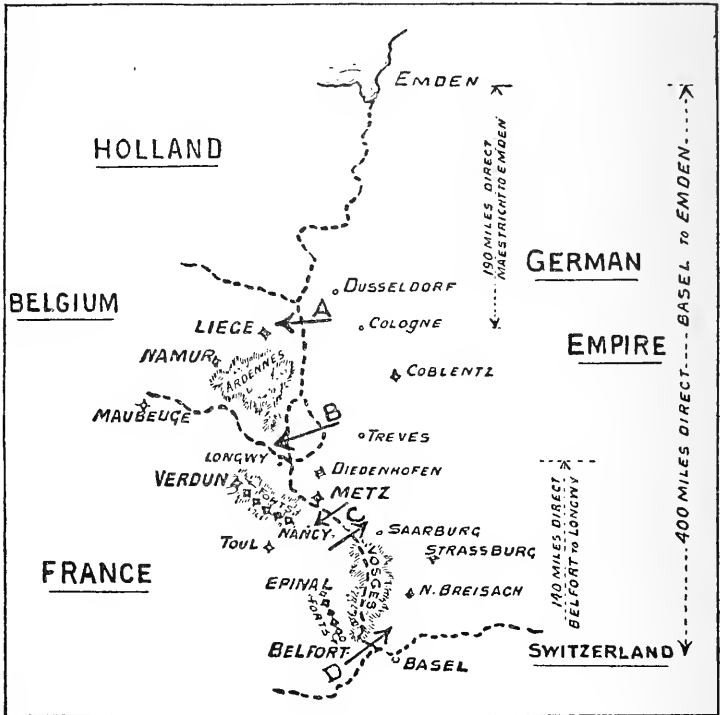 EMDEN
HOLLAND
190 MILES DIRECT
MAESTRICHT TO EMDEN
400 MILES DIRECT BASEL TO EMDEN
GERMAN
DUSSELDORF
BELGIUM
A
LIEGE
COLOGNE
EMPIRE
NAMUR
ARDENNES
COBLENTZ
MAUBEUGE
B
TREVES
LONGWY
DIEDENHOFEN
VERDUN
FORTS
METZ
C
NANCY
SAARBURG
TOUL
STRASSBURG
VOSGES
140 MILES DIRECT
BELFORT TO LONGWY
FRANCE
EPINAL
FORTS
N. BREISACH
BELFORT
D
BASEL
SWITZERLAND